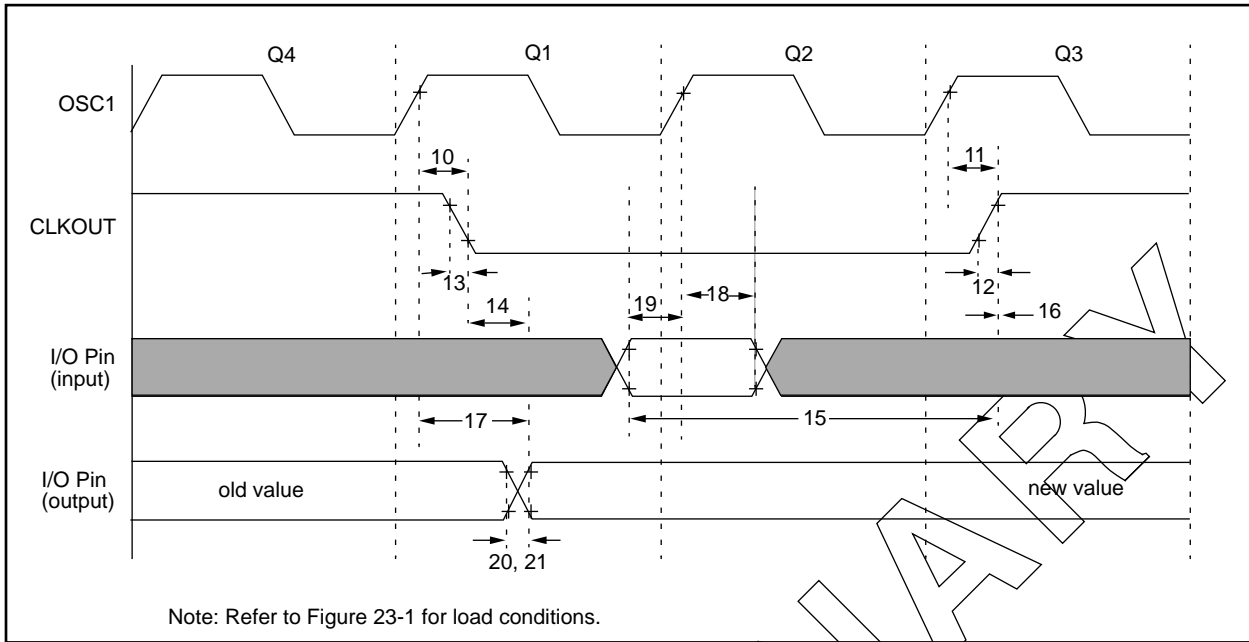 Q4 Q1 Q2 Q3
OSC1
10 11
CLKOUT
13 12
14 19 18 16
I/O Pin
(input)
17 15
I/O Pin
(output)
old value new value
20, 21
Note: Refer to Figure 23-1 for load conditions.